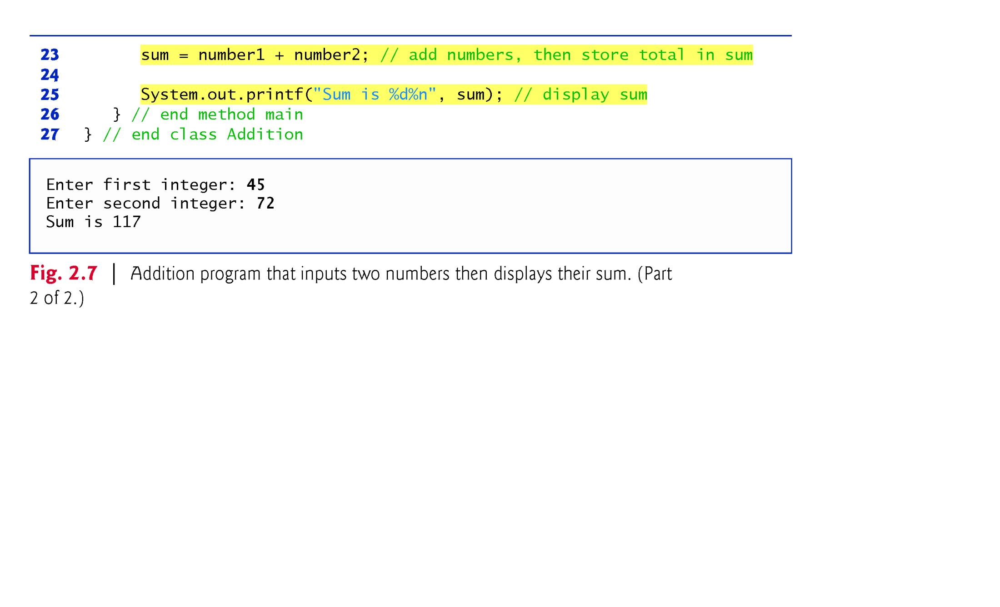 23 sum = number1 + number2; // add numbers, then store total in sum
24
25 System.out.printf("Sum is %d%n", sum); // display sum
26 } // end method main
27 } // end class Addition
Enter first integer: 45
Enter second integer: 72
Sum is 117
Fig. 2.7 | Addition program that inputs two numbers then displays their sum. (Part
2 of 2.)